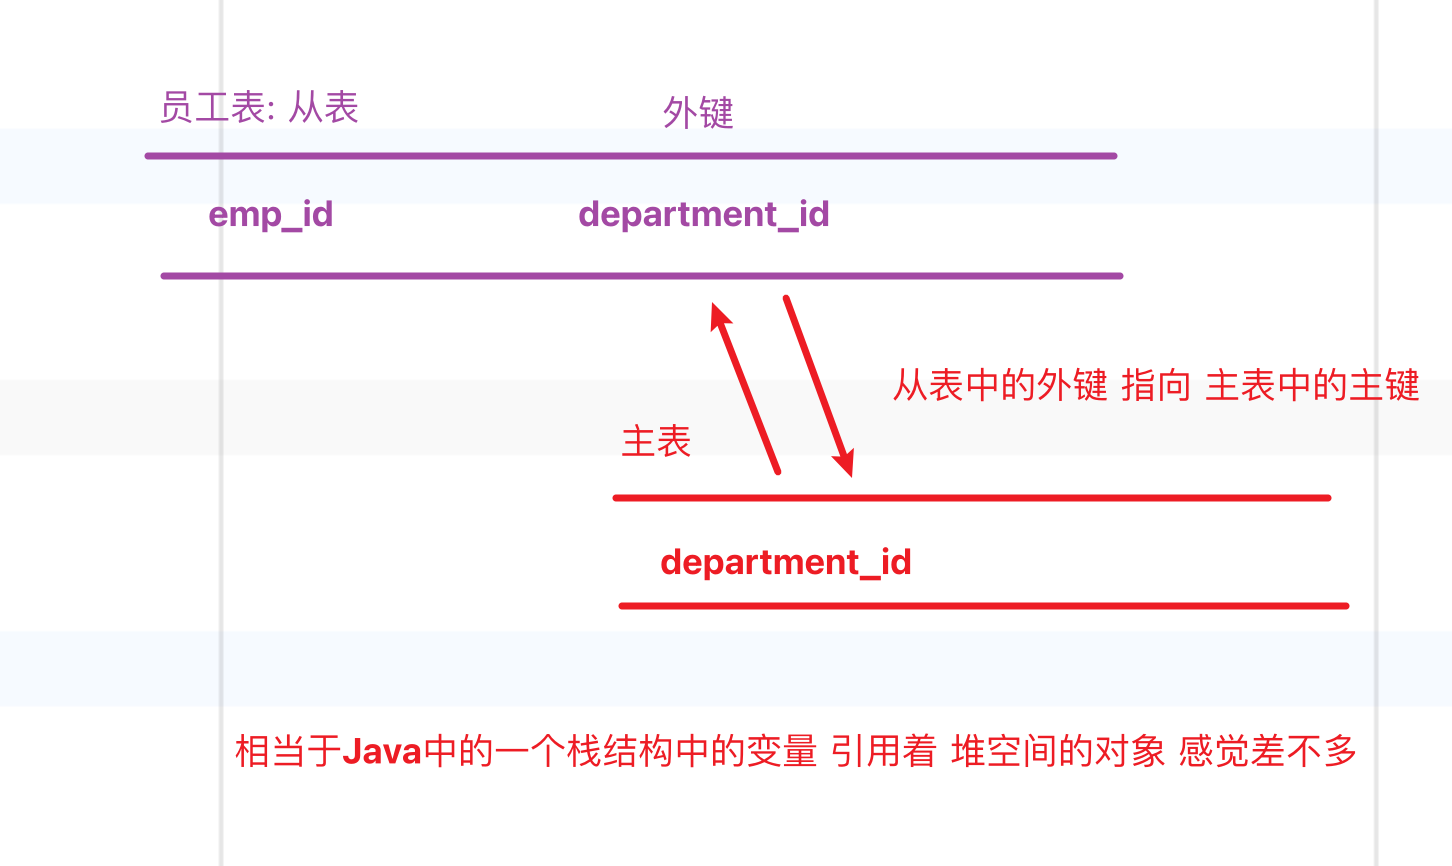 员工表: 从表
外键
emp_id
department_id
从表中的外键 指向 主表中的主键
主表
department_id
相当于Java中的一个栈结构中的变量 引用着 堆空间的对象 感觉差不多